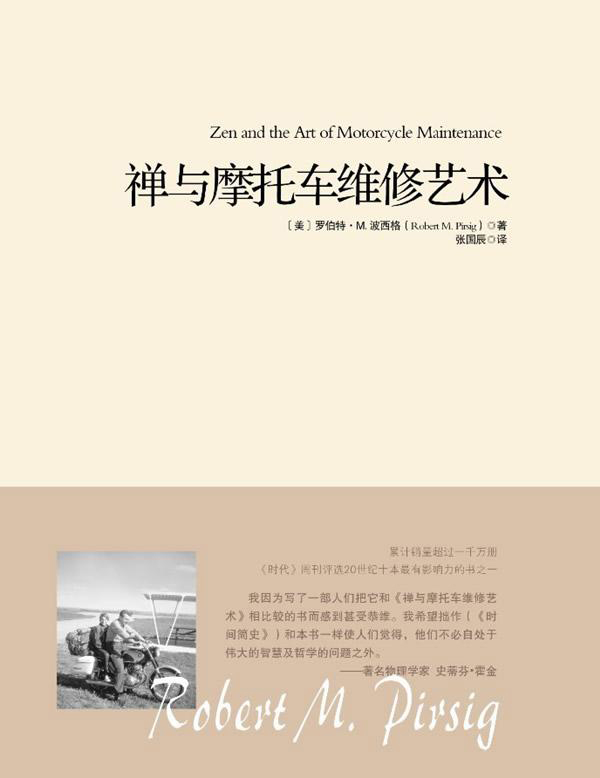 Zen and the Art of Motorcycle Maintenance
禅与摩托车维修艺术
［美］罗伯特·M. 波西格（Robert M. Pirsig）◎著
张国辰◎译
累计销量超过一千万册
《时代》周刊评选20世纪十本最有影响力的书之一
我因为写了一部人们把它和《禅与摩托车维修艺
术》相比较的书而感到甚受恭维。我希望拙作（《时
间简史》）和本书一样使人们觉得，他们不必自处于
伟大的智慧及哲学的问题之外。
——著名物理学家 史蒂芬·霍金
Robert M. Pirsig